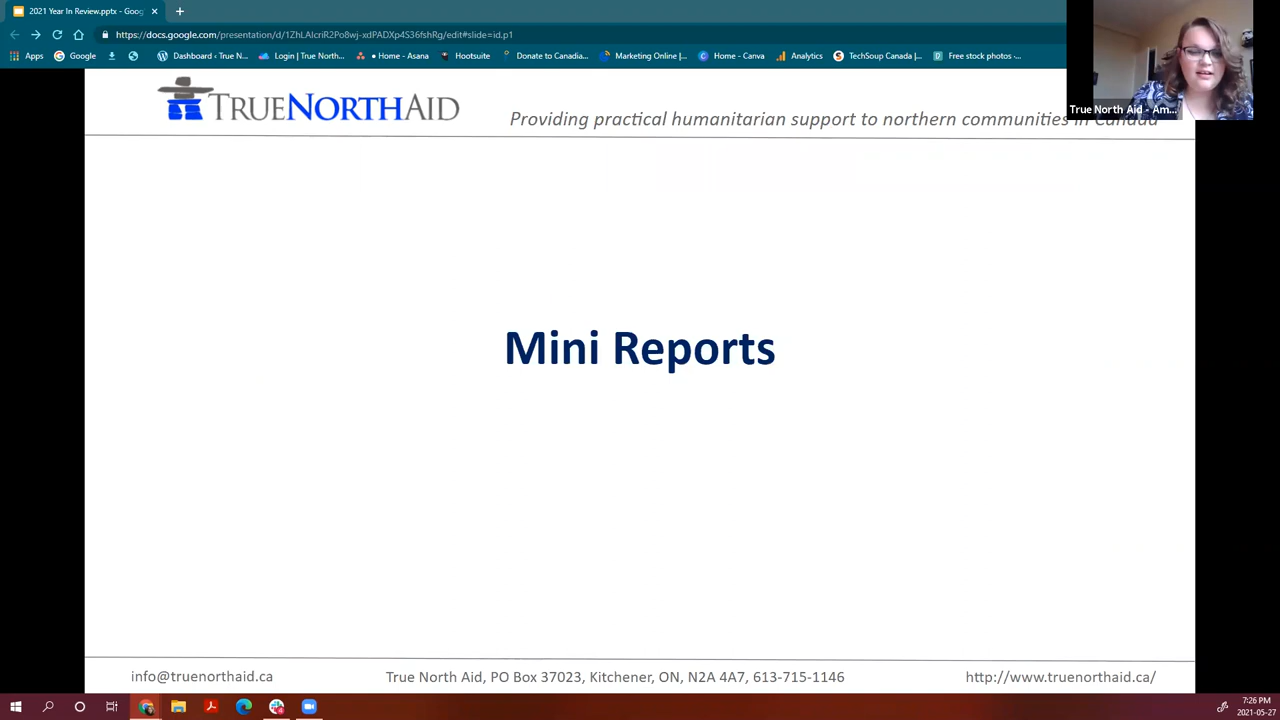 2021 Year In Review.pptx - Goog
https://docs.google.com/presentation/d/1ZhLAlcriR2Po8wj-xdPADXp4S36fshRg/edit#slide=id.p1
Apps Google Dashboard ‹ True N... Login | True North... • Home - Asana Hootsuite Donate to Canadia... Marketing Online |... Home - Canva Analytics TechSoup Canada |... Free stock photos -...
True North Aid - Am...
TRUENORTHAID
Providing practical humanitarian support to northern communities in Canada
Mini Reports
info@truenorthaid.ca True North Aid, PO Box 37023, Kitchener, ON, N2A 4A7, 613-715-1146 http://www.truenorthaid.ca/
7:26 PM
2021-05-27